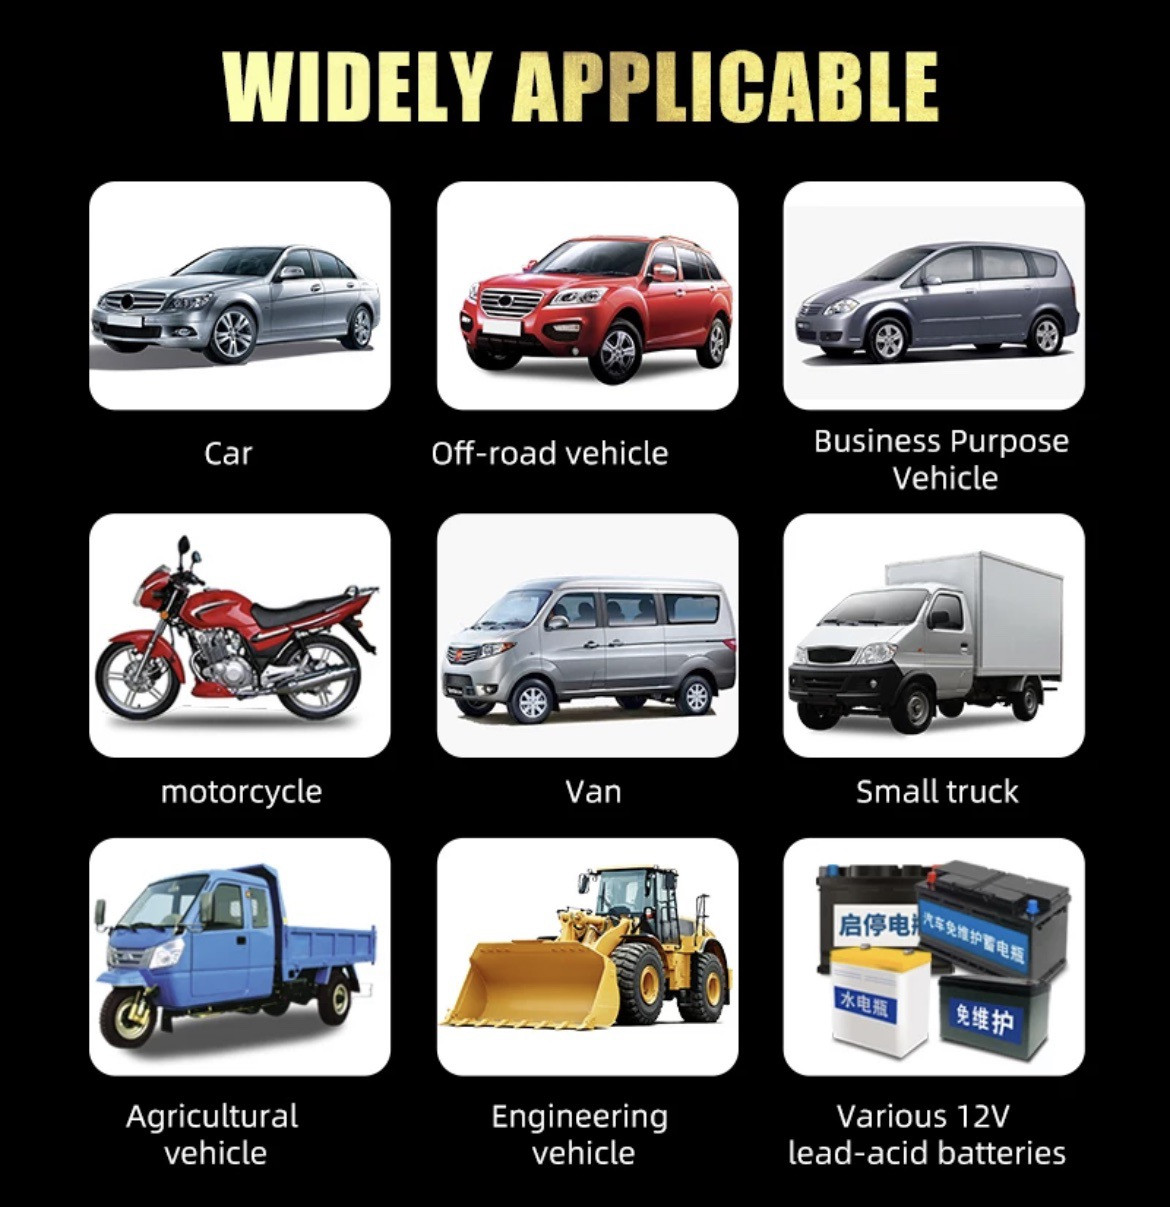 WIDELY APPLICABLE
Car
Off-road vehicle
Business Purpose
Vehicle
motorcycle
Van
Small truck
Agricultural
vehicle
Engineering
vehicle
启停电瓶
汽车免维护蓄电瓶
水电瓶
免维护
Various 12V
lead-acid batteries